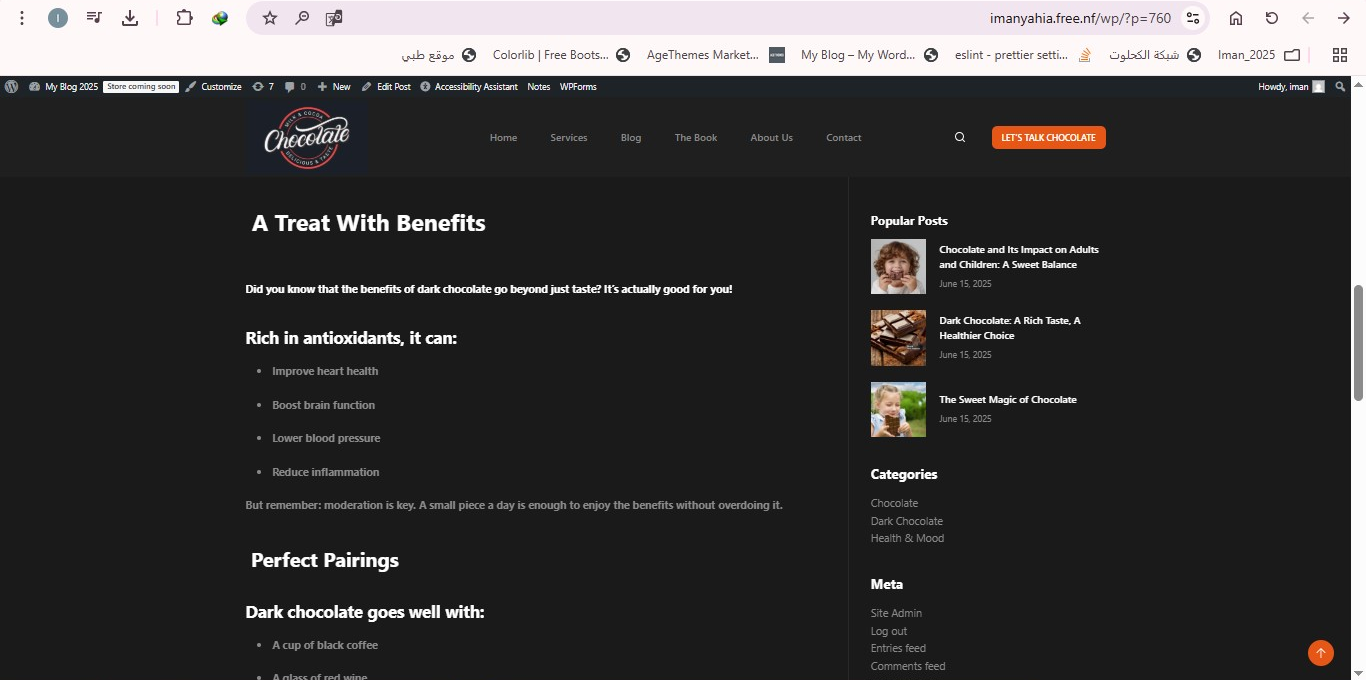 imanyahia.free.nf/wp/?p=760
موقع طبي
Colorlib | Free Boots...
AgeThemes Market...
My Blog – My Wor...
eslint - prettier setti...
شبكة الكحلوت
Iman_2025
My Blog 2025
Store coming soon
Customize
7
0
New
Edit Post
Accessibility Assistant
Notes
WPForms
Howdy, iman
MILK & COCOA
Chocolate
DELICIOUS & TASTE
Home
Services
Blog
The Book
About Us
Contact
LET'S TALK CHOCOLATE
A Treat With Benefits
Did you know that the benefits of dark chocolate go beyond just taste? It's actually good for you!
Rich in antioxidants, it can:
• Improve heart health
• Boost brain function
• Lower blood pressure
• Reduce inflammation
But remember: moderation is key. A small piece a day is enough to enjoy the benefits without overdoing it.
Perfect Pairings
Dark chocolate goes well with:
• A cup of black coffee
• A glass of red wine
Popular Posts
Chocolate and Its Impact on Adults
and Children: A Sweet Balance
June 15, 2025
Dark Chocolate: A Rich Taste, A
Healthier Choice
June 15, 2025
The Sweet Magic of Chocolate
June 15, 2025
Categories
Chocolate
Dark Chocolate
Health & Mood
Meta
Site Admin
Log out
Entries feed
Comments feed